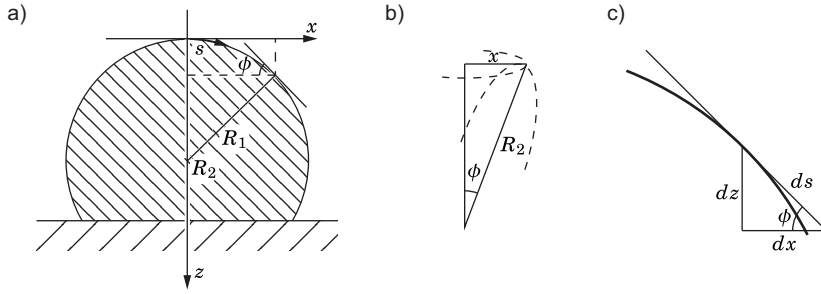 a)
x
s
ϕ
R₁
R₂
z
b)
x
R₂
ϕ
c)
ds
dz
ϕ
dx